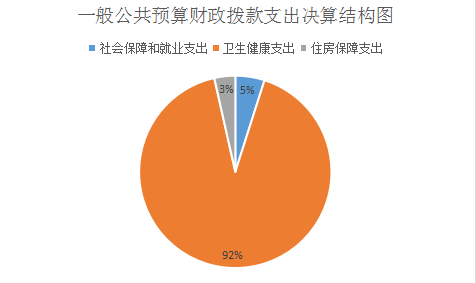 一般公共预算财政拨款支出决算结构图
社会保障和就业支出 卫生健康支出 住房保障支出
3% 5%
92%